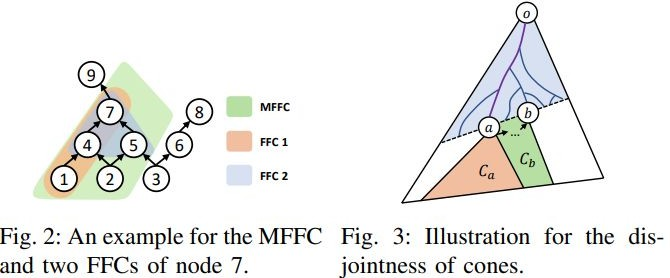 9
7
8
4
5
6
1
2
3
MFFC
FFC 1
FFC 2
Fig. 2: An example for the MFFC
and two FFCs of node 7.
o
a
...
b
Cₐ
C_b
Fig. 3: Illustration for the dis-
jointness of cones.